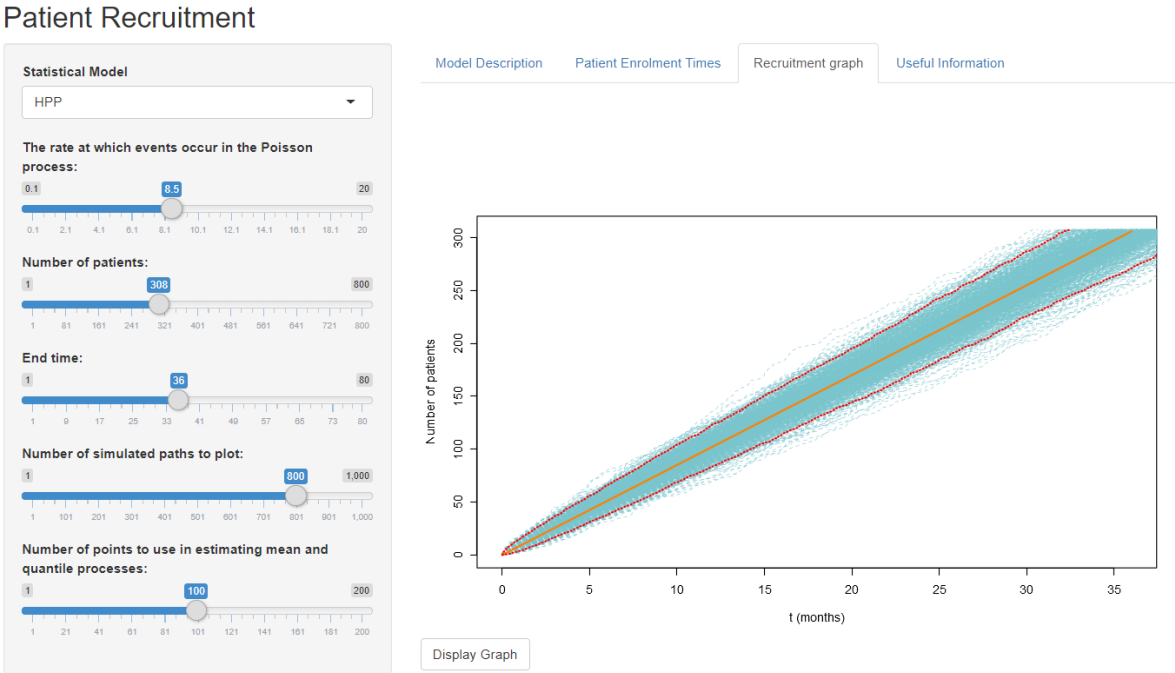 Patient Recruitment
Statistical Model
HPP
The rate at which events occur in the Poisson
process:
0.1 8.5 20
0.1 2.1 4.1 6.1 8.1 10.1 12.1 14.1 16.1 18.1 20
Number of patients:
1 308 800
1 81 161 241 321 401 481 561 641 721 800
End time:
1 36 80
1 9 17 25 33 41 49 57 65 73 80
Number of simulated paths to plot:
1 800 1,000
1 101 201 301 401 501 601 701 801 901 1,000
Number of points to use in estimating mean and
quantile processes:
1 100 200
1 21 41 61 81 101 121 141 161 181 200
Model Description Patient Enrolment Times Recruitment graph Useful Information
Number of patients
300
250
200
150
100
50
0
0 5 10 15 20 25 30 35
t (months)
Display Graph